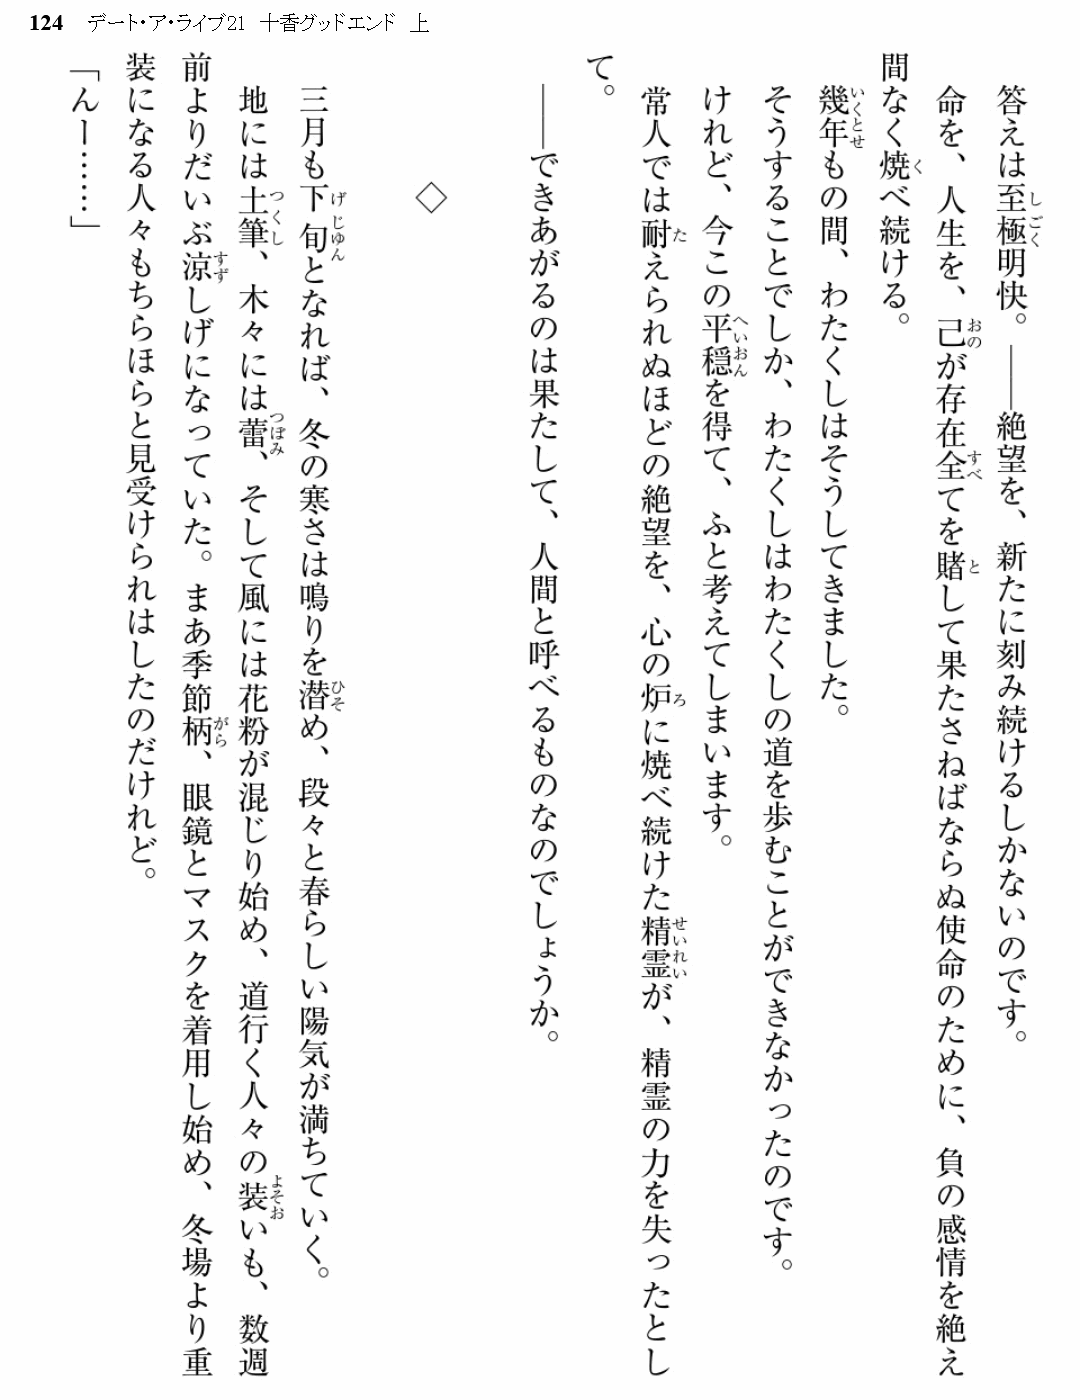 124 デート・ア・ライブ21 十香グッドエンド 上
答えは至極明快。――絶望を、新たに刻み続けるしかないのです。
命を、人生を、己が存在全てを賭して果たさねばならぬ使命のために、負の感情を絶え
間なく焼べ続ける。
幾年もの間、わたくしはそうしてきました。
そうすることでしか、わたくしはわたくしの道を歩むことができなかったのです。
けれど、今この平穏を得て、ふと考えてしまいます。
常人では耐えられぬほどの絶望を、心の炉に焼べ続けた精霊が、精霊の力を失ったとし
て。
――できあがるのは果たして、人間と呼べるものなのでしょうか。
◇
三月も下旬となれば、冬の寒さは鳴りを潜め、段々と春らしい陽気が満ちていく。
地には土筆、木々には蕾、そして風には花粉が混じり始め、道行く人々の装いも、数週
前よりだいぶ涼しげになっていた。まあ季節柄、眼鏡とマスクを着用し始め、冬場より重
装になる人々もちらほらと見受けられはしたのだけれど。
「んー……」